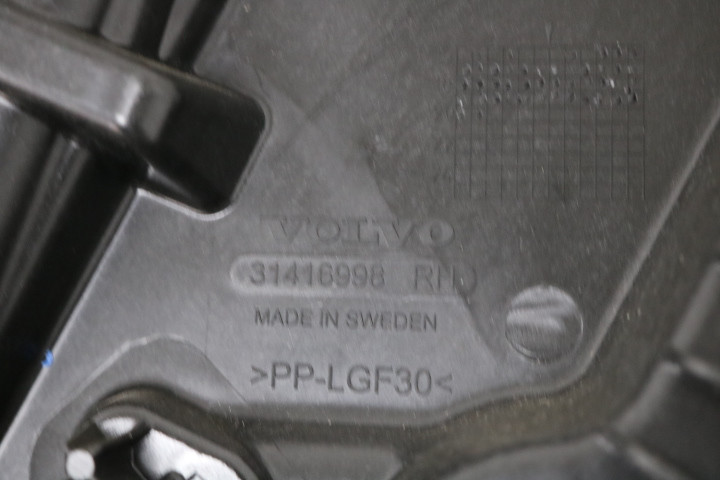 VOLVO
31416998 RH
MADE IN SWEDEN
>PP-LGF30<